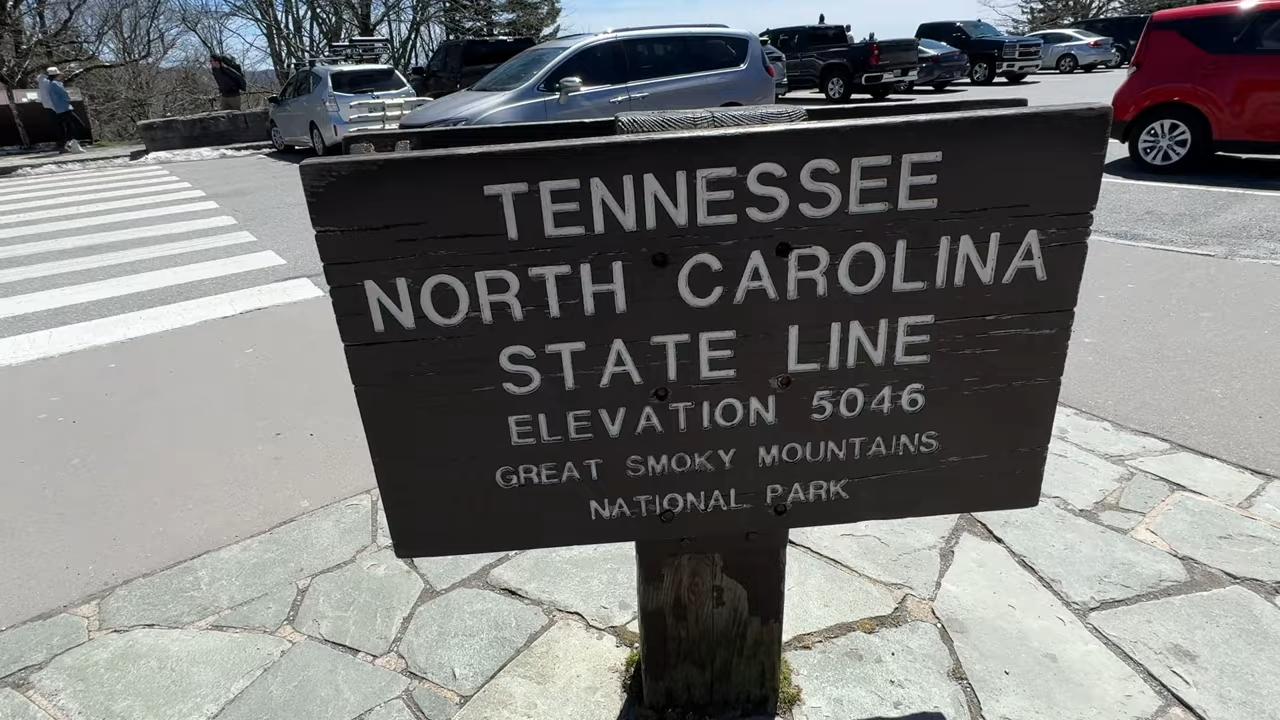 TENNESSEE
NORTH CAROLINA
STATE LINE
ELEVATION 5046
GREAT SMOKY MOUNTAINS
NATIONAL PARK